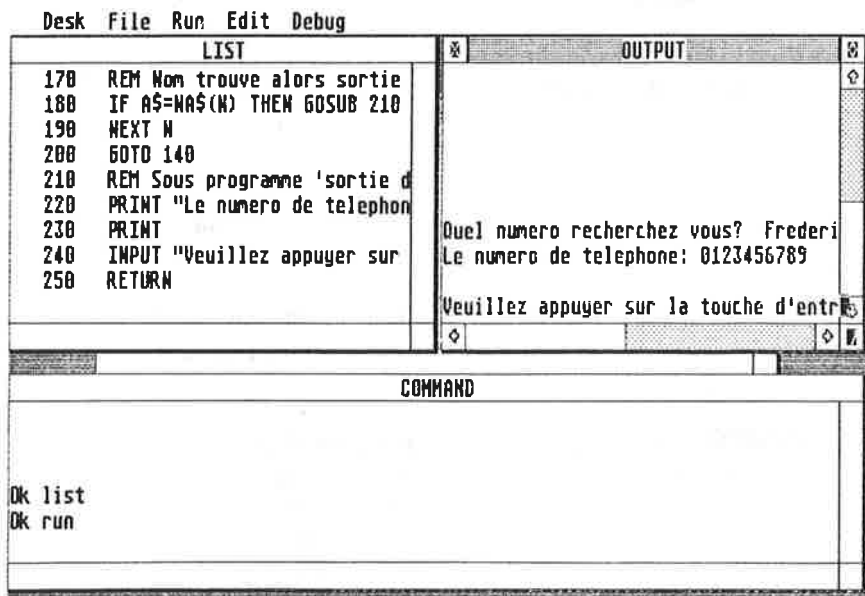 Desk File Run Edit Debug
LIST
170 REM Nom trouve alors sortie
180 IF A$=NA$(N) THEN GOSUB 210
190 NEXT N
200 GOTO 140
210 REM Sous programme 'sortie d
220 PRINT "Le numero de telephon
230 PRINT
240 INPUT "Veuillez appuyer sur
250 RETURN
OUTPUT
Quel numero recherchez vous? Frederi
Le numero de telephone: 0123456789
Veuillez appuyer sur la touche d'entr
COMMAND
Ok list
Ok run